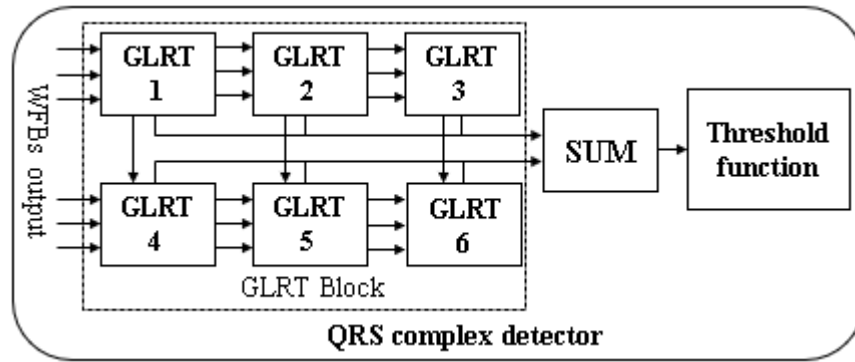 WFBs output
GLRT
1
GLRT
2
GLRT
3
GLRT
4
GLRT
5
GLRT
6
SUM
Threshold
function
GLRT Block
QRS complex detector